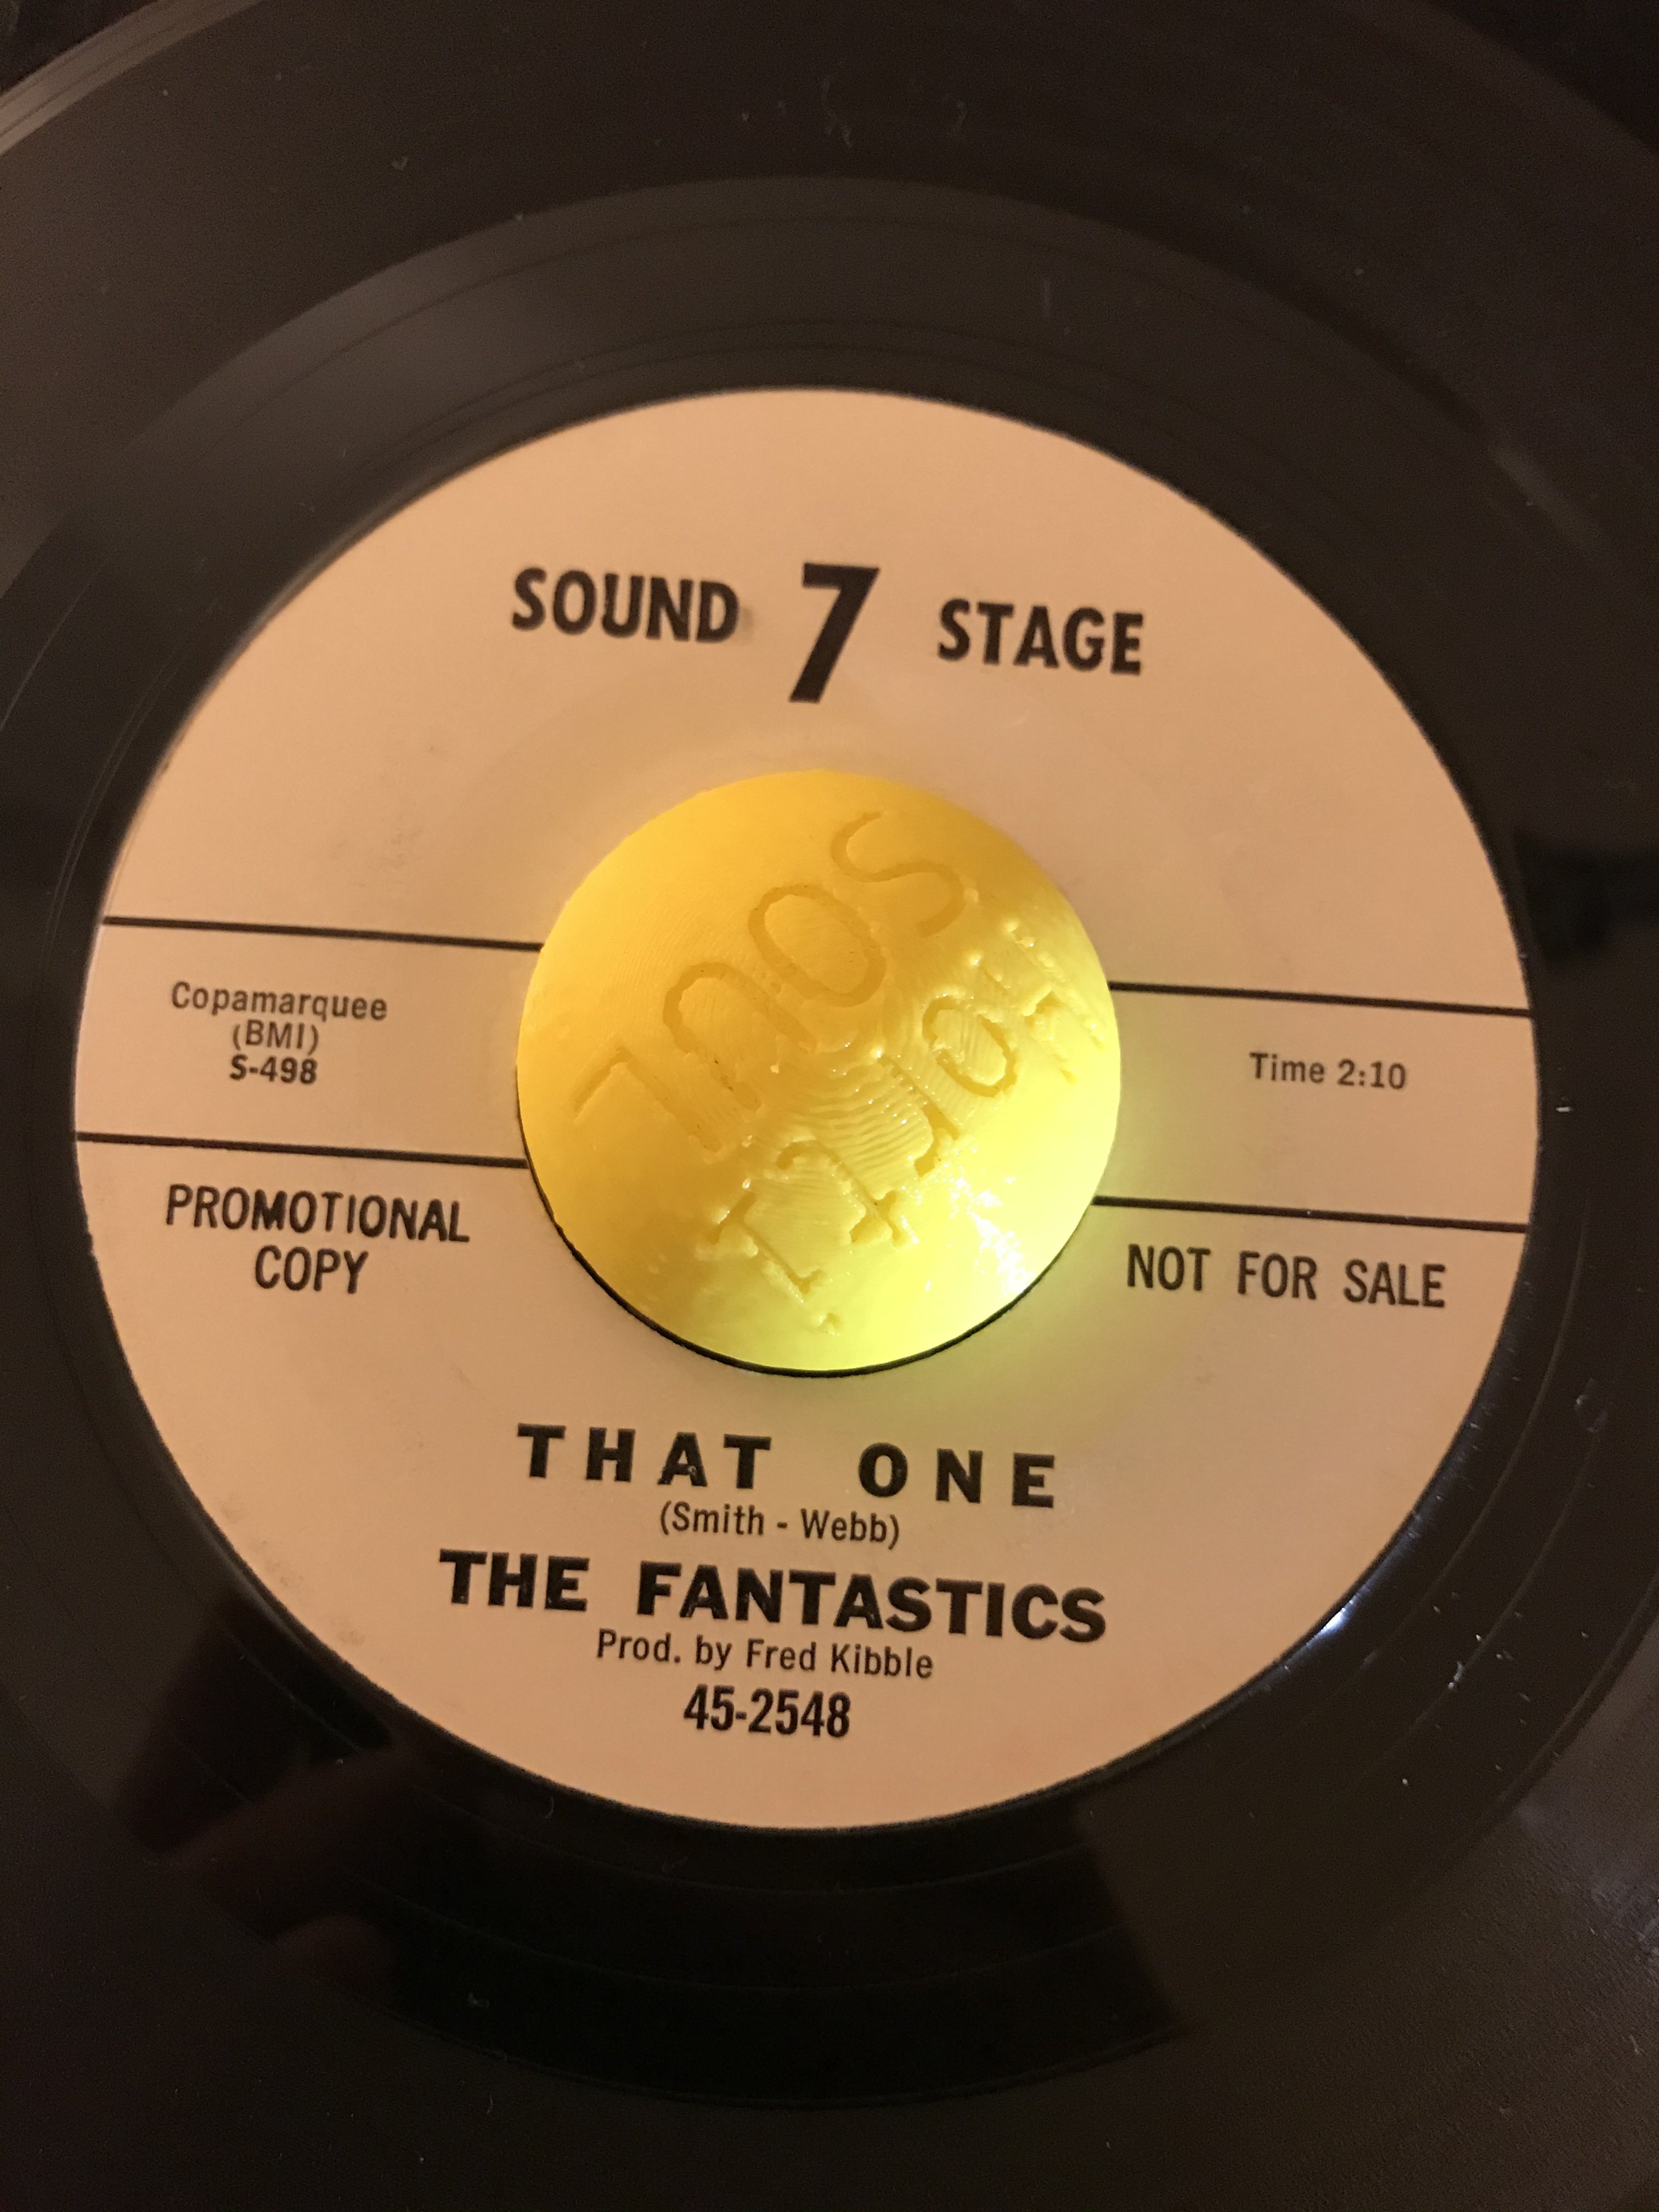 SOUND 7 STAGE
Copamarquee
(BMI)
S-498
Time 2:10
PROMOTIONAL
COPY
NOT FOR SALE
SOUL
THAT ONE
(Smith - Webb)
THE FANTASTICS
Prod. by Fred Kibble
45-2548